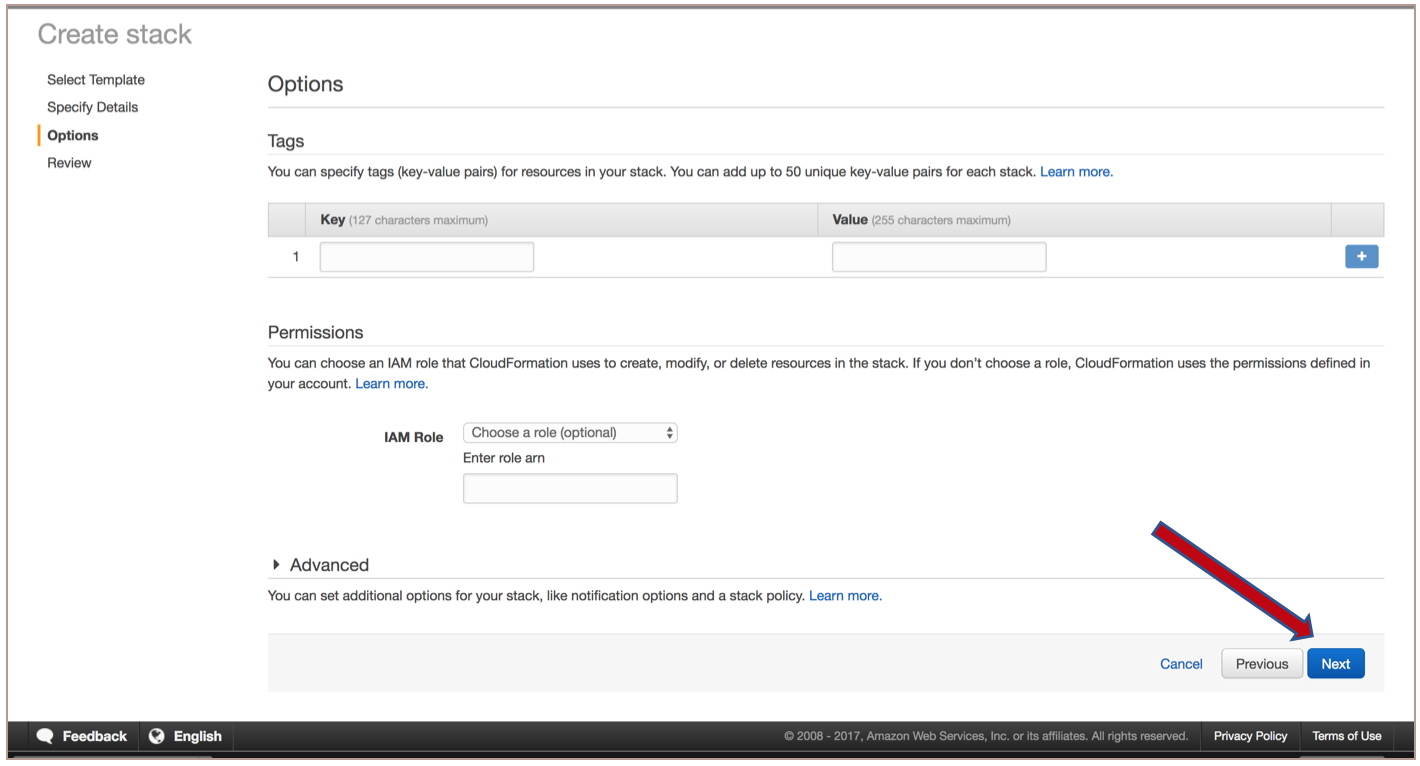 Create stack
Select Template
Specify Details
Options
Review
Options
Tags
You can specify tags (key-value pairs) for resources in your stack. You can add up to 50 unique key-value pairs for each stack. Learn more.
Key (127 characters maximum)
Value (255 characters maximum)
1
+
Permissions
You can choose an IAM role that CloudFormation uses to create, modify, or delete resources in the stack. If you don't choose a role, CloudFormation uses the permissions defined in
your account. Learn more.
IAM Role
Choose a role (optional)
Enter role arn
Advanced
You can set additional options for your stack, like notification options and a stack policy. Learn more.
Cancel
Previous
Next
Feedback
English
© 2008 - 2017, Amazon Web Services, Inc. or its affiliates. All rights reserved.
Privacy Policy
Terms of Use